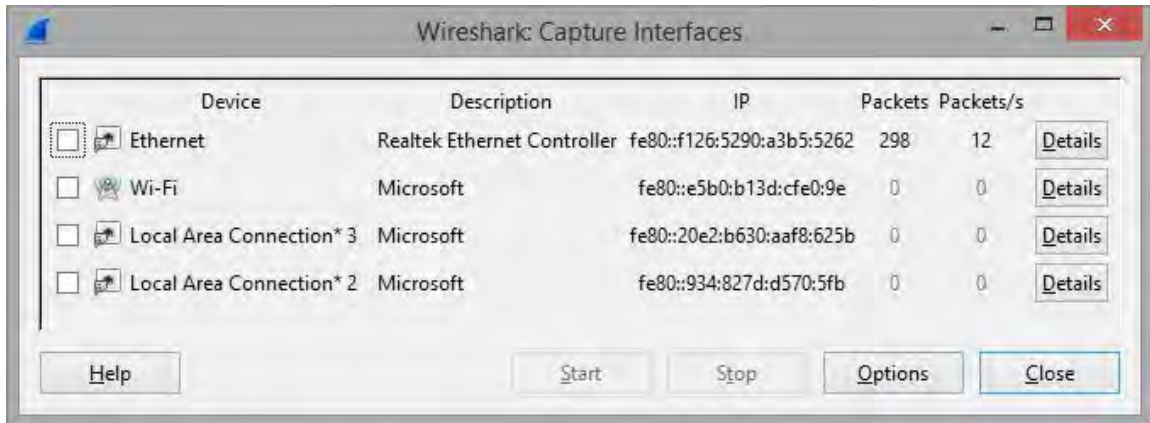 Wireshark: Capture Interfaces
Device Description IP Packets Packets/s
Ethernet Realtek Ethernet Controller fe80::f126:5290:a3b5:5262 298 12 Details
Wi-Fi Microsoft fe80::e5b0:b13d:cfe0:9e 0 0 Details
Local Area Connection* 3 Microsoft fe80::20e2:b630:aaf8:625b 0 0 Details
Local Area Connection* 2 Microsoft fe80::934:827d:d570:5fb 0 0 Details
Help Start Stop Options Close